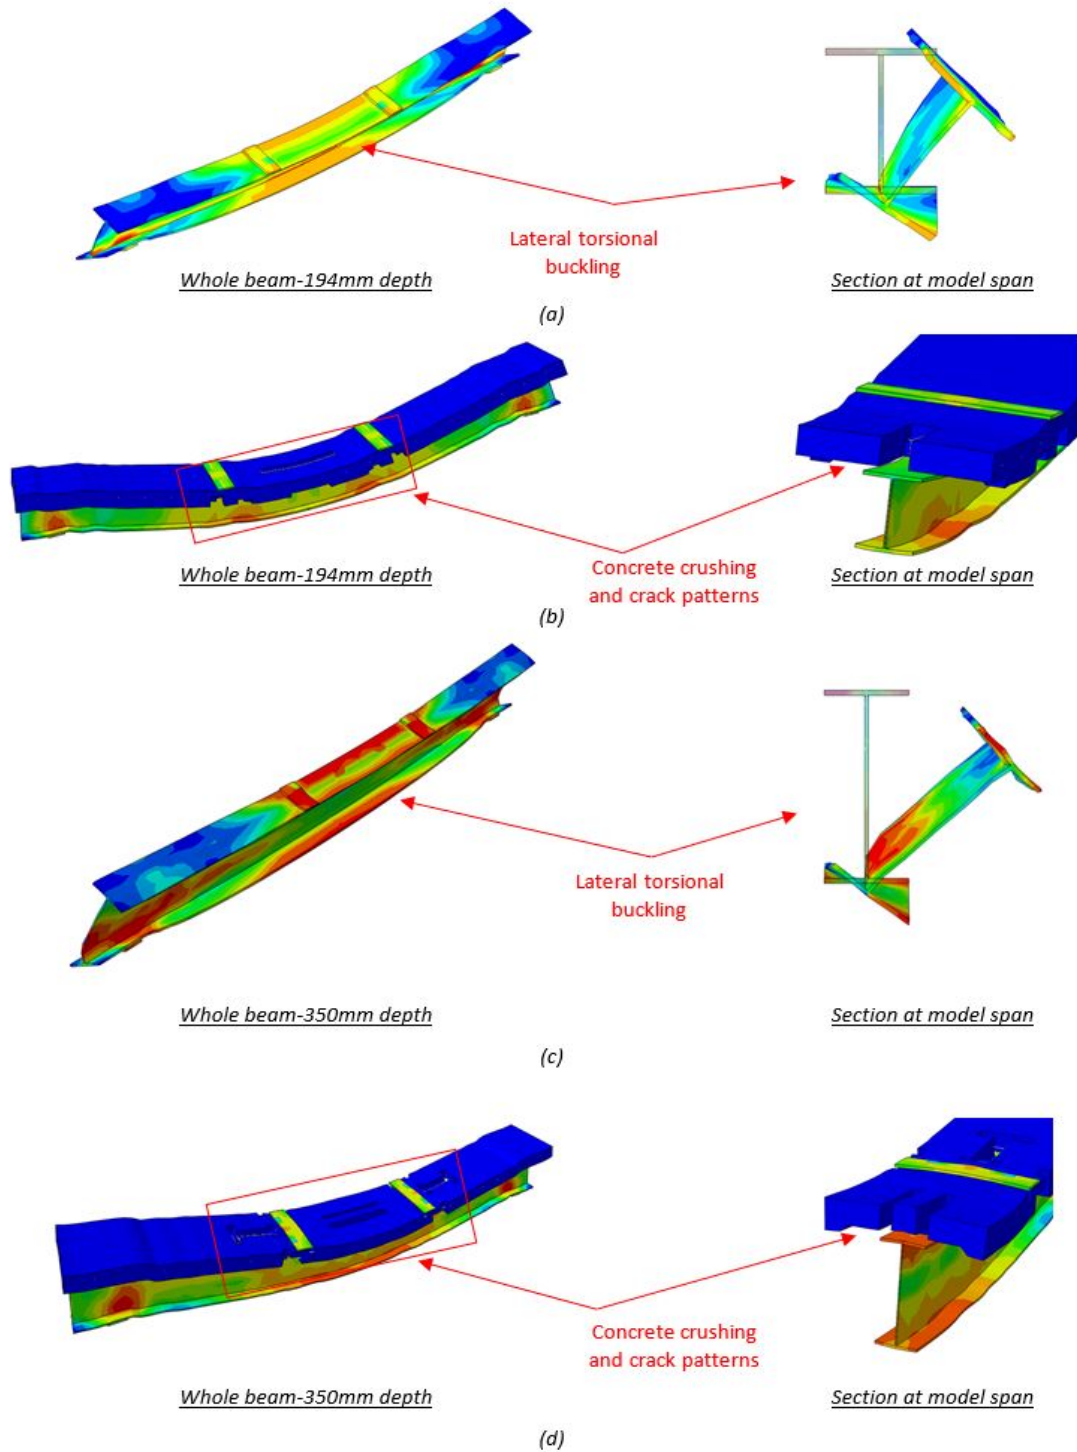 Lateral torsional
buckling
Whole beam-194mm depth
Section at model span
(a)
Whole beam-194mm depth
Concrete crushing
and crack patterns
Section at model span
(b)
Lateral torsional
buckling
Whole beam-350mm depth
Section at model span
(c)
Concrete crushing
and crack patterns
Whole beam-350mm depth
Section at model span
(d)